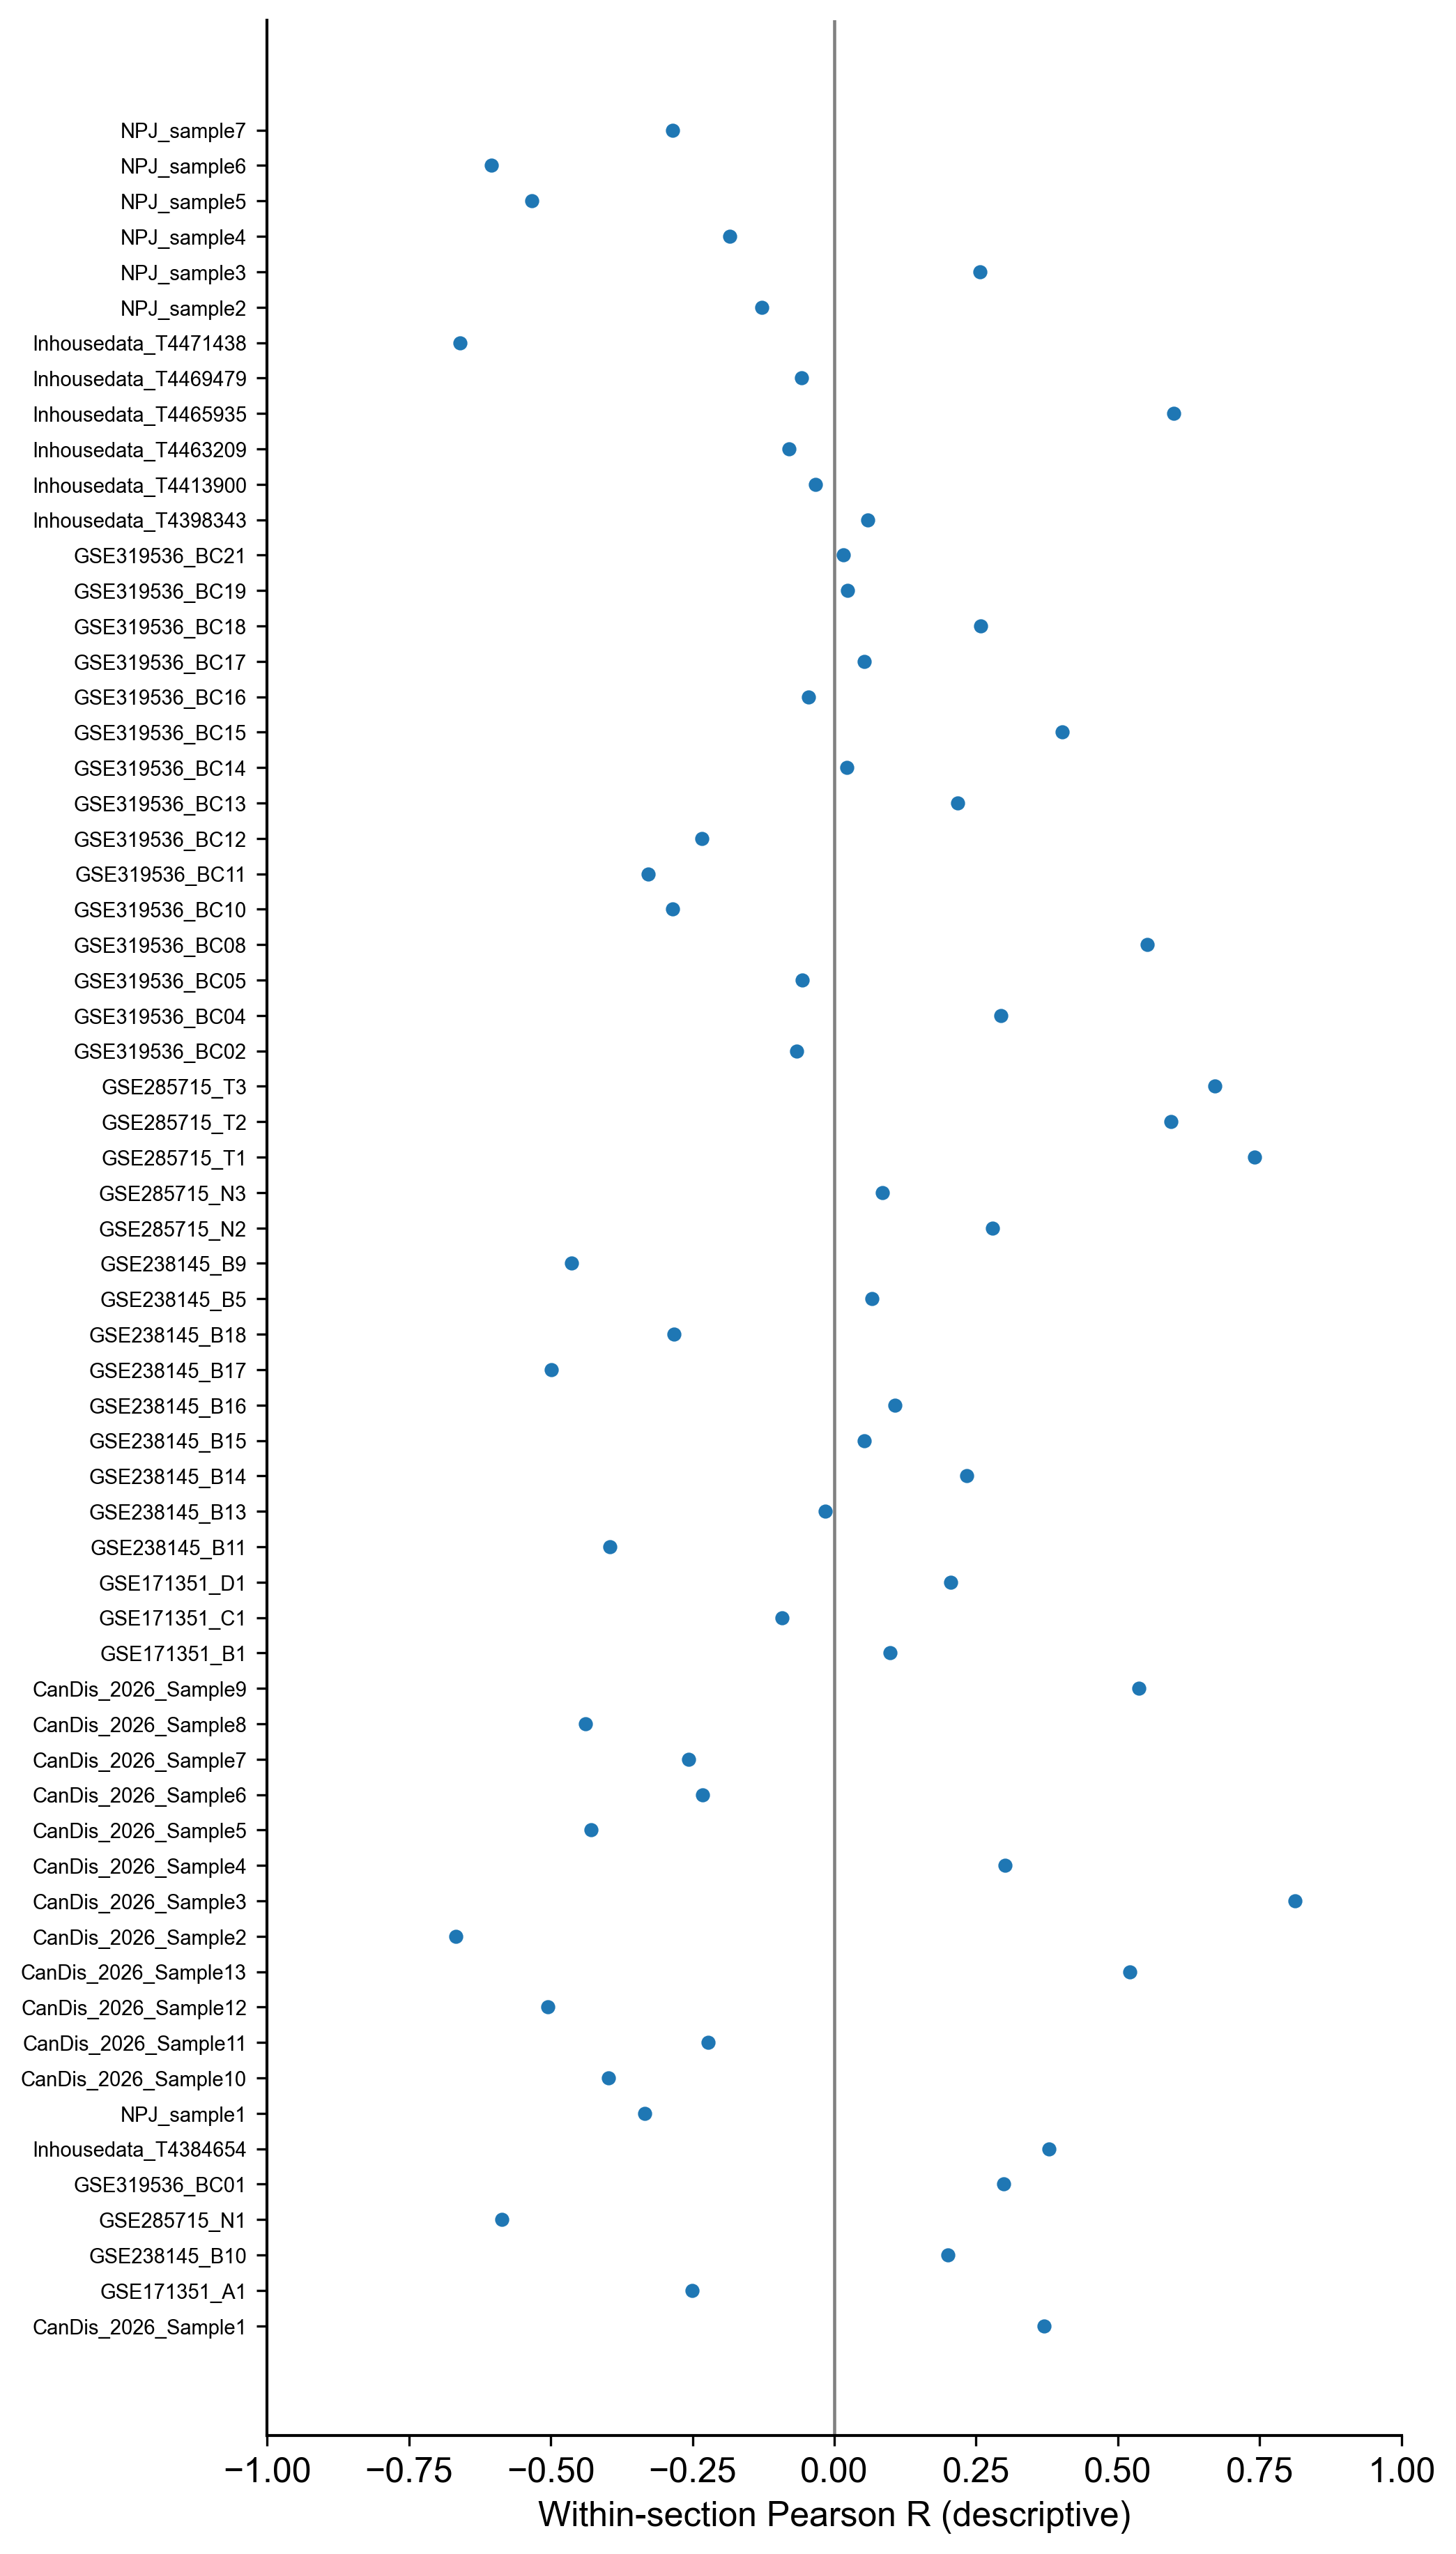 NPJ_sample7
NPJ_sample6
NPJ_sample5
NPJ_sample4
NPJ_sample3
NPJ_sample2
Inhousedata_T4471438
Inhousedata_T4469479
Inhousedata_T4465935
Inhousedata_T4463209
Inhousedata_T4413900
Inhousedata_T4398343
GSE319536_BC21
GSE319536_BC19
GSE319536_BC18
GSE319536_BC17
GSE319536_BC16
GSE319536_BC15
GSE319536_BC14
GSE319536_BC13
GSE319536_BC12
GSE319536_BC11
GSE319536_BC10
GSE319536_BC08
GSE319536_BC05
GSE319536_BC04
GSE319536_BC02
GSE285715_T3
GSE285715_T2
GSE285715_T1
GSE285715_N3
GSE285715_N2
GSE238145_B9
GSE238145_B5
GSE238145_B18
GSE238145_B17
GSE238145_B16
GSE238145_B15
GSE238145_B14
GSE238145_B13
GSE238145_B11
GSE171351_D1
GSE171351_C1
GSE171351_B1
CanDis_2026_Sample9
CanDis_2026_Sample8
CanDis_2026_Sample7
CanDis_2026_Sample6
CanDis_2026_Sample5
CanDis_2026_Sample4
CanDis_2026_Sample3
CanDis_2026_Sample2
CanDis_2026_Sample13
CanDis_2026_Sample12
CanDis_2026_Sample11
CanDis_2026_Sample10
NPJ_sample1
Inhousedata_T4384654
GSE319536_BC01
GSE285715_N1
GSE238145_B10
GSE171351_A1
CanDis_2026_Sample1
−1.00 −0.75 −0.50 −0.25 0.00 0.25 0.50 0.75 1.00
Within-section Pearson R (descriptive)